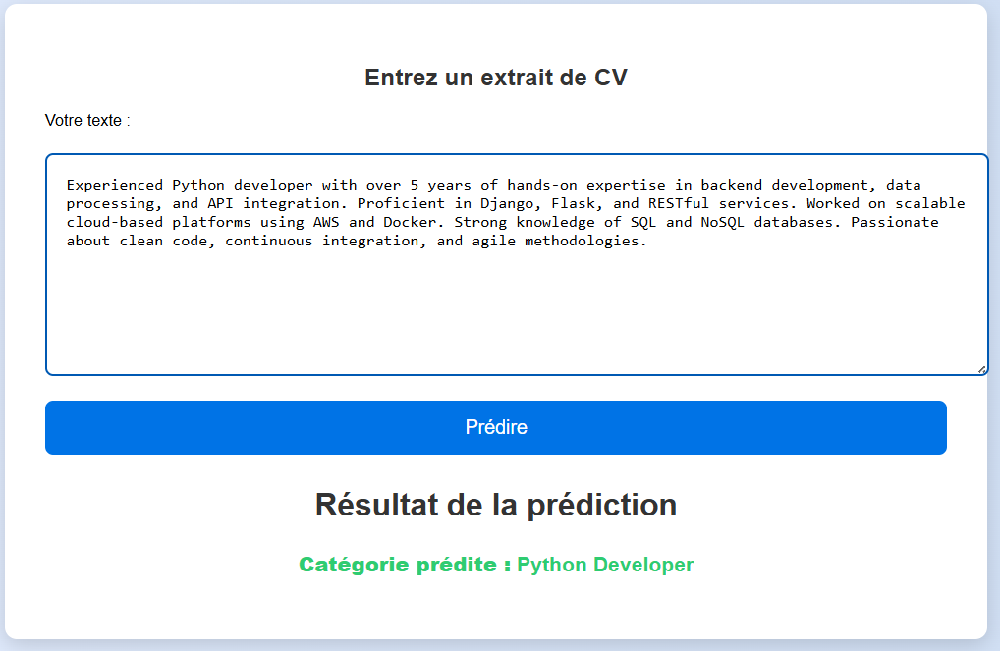 Entrez un extrait de CV
Votre texte :
Experienced Python developer with over 5 years of hands-on expertise in backend development, data
processing, and API integration. Proficient in Django, Flask, and RESTful services. Worked on scalable
cloud-based platforms using AWS and Docker. Strong knowledge of SQL and NoSQL databases. Passionate
about clean code, continuous integration, and agile methodologies.
Prédire
Résultat de la prédiction
Catégorie prédite : Python Developer